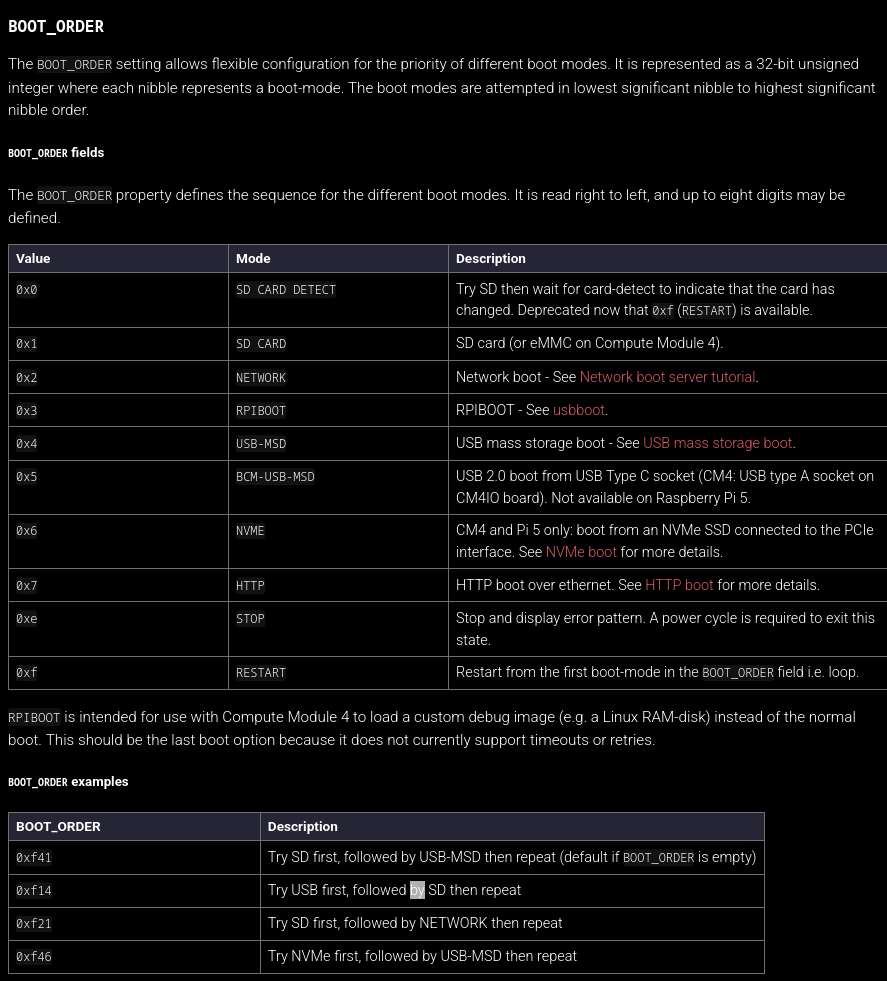 BOOT_ORDER
The BOOT_ORDER setting allows flexible configuration for the priority of different boot modes. It is represented as a 32-bit unsigned
integer where each nibble represents a boot-mode. The boot modes are attempted in lowest significant nibble to highest significant
nibble order.
BOOT_ORDER fields
The BOOT_ORDER property defines the sequence for the different boot modes. It is read right to left, and up to eight digits may be
defined.
Value Mode Description
0x0 SD CARD DETECT Try SD then wait for card-detect to indicate that the card has
changed. Deprecated now that 0xf (RESTART) is available.
0x1 SD CARD SD card (or eMMC on Compute Module 4).
0x2 NETWORK Network boot - See Network boot server tutorial.
0x3 RPIBOOT RPIBOOT - See usbboot.
0x4 USB-MSD USB mass storage boot - See USB mass storage boot.
0x5 BCM-USB-MSD USB 2.0 boot from USB Type C socket (CM4: USB type A socket on
CM4IO board). Not available on Raspberry Pi 5.
0x6 NVME CM4 and Pi 5 only: boot from an NVMe SSD connected to the PCIe
interface. See NVMe boot for more details.
0x7 HTTP HTTP boot over ethernet. See HTTP boot for more details.
0xe STOP Stop and display error pattern. A power cycle is required to exit this
state.
0xf RESTART Restart from the first boot-mode in the BOOT_ORDER field i.e. loop.
RPIBOOT is intended for use with Compute Module 4 to load a custom debug image (e.g. a Linux RAM-disk) instead of the normal
boot. This should be the last boot option because it does not currently support timeouts or retries.
BOOT_ORDER examples
BOOT_ORDER Description
0xf41 Try SD first, followed by USB-MSD then repeat (default if BOOT_ORDER is empty)
0xf14 Try USB first, followed by SD then repeat
0xf21 Try SD first, followed by NETWORK then repeat
0xf46 Try NVMe first, followed by USB-MSD then repeat